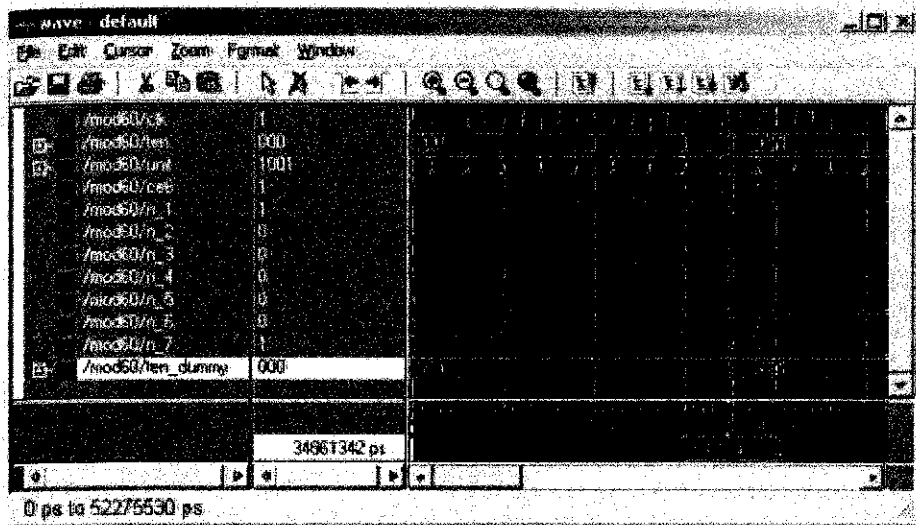 wave - default
File Edit Cursor Zoom Format Window
/mod60/clk 1
/mod60/ten 000
/mod60/unit 1001
/mod60/cet 1
/mod60/n_1 1
/mod60/n_2 0
/mod60/n_3 0
/mod60/n_4 0
/mod60/n_5 0
/mod60/n_6 0
/mod60/n_7 1
/mod60/ten_dummy 000
34861342 ps
0 ps to 52275530 ps